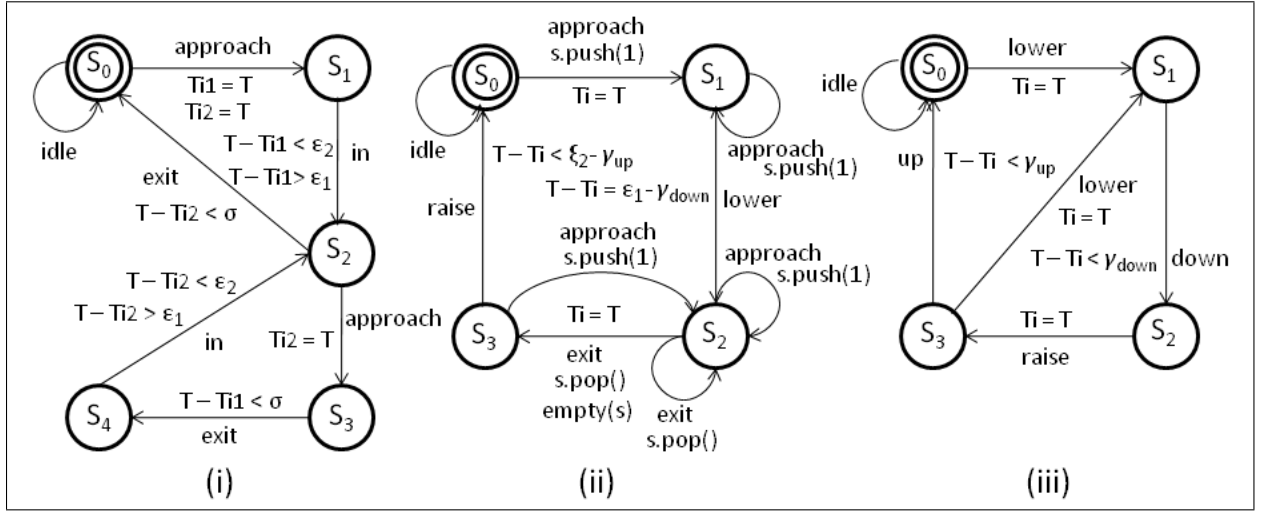 S₀
approach
Ti1 = T
Ti2 = T
S₁
idle
T – Ti1 < ε₂
T – Ti1> ε₁
in
exit
T – Ti2 < σ
S₂
T – Ti2 < ε₂
T – Ti2 > ε₁
in
Ti2 = T
approach
S₄
T – Ti1 < σ
exit
S₃
(i)
S₀
approach
s.push(1)
Ti = T
S₁
idle
approach
s.push(1)
T – Ti < ξ₂- γup
T – Ti = ε₁- γdown
raise
lower
approach
s.push(1)
approach
s.push(1)
S₃
Ti = T
S₂
exit
s.pop()
empty(s)
exit
s.pop()
(ii)
S₀
lower
Ti = T
S₁
idle
up
T – Ti < γup
lower
Ti = T
T – Ti < γdown
down
S₃
Ti = T
raise
S₂
(iii)